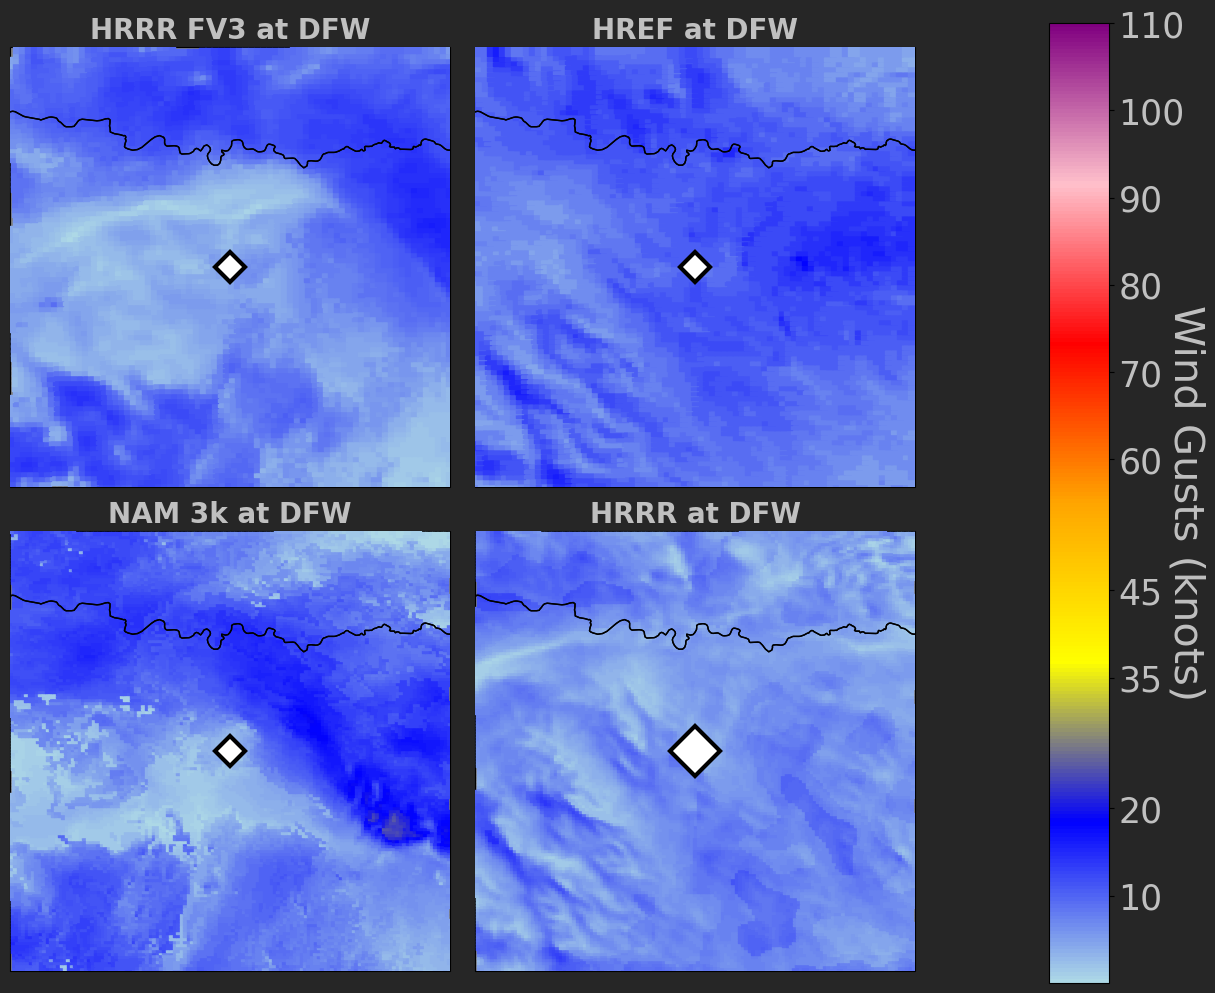 HRRR FV3 at DFW
HREF at DFW
NAM 3k at DFW
HRRR at DFW
110
100
90
80
70
60
45
35
20
10
Wind Gusts (knots)